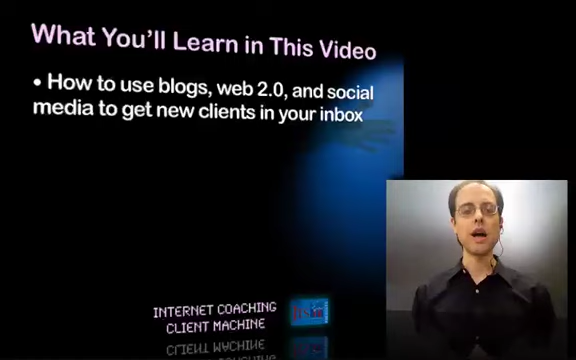 What You'll Learn in This Video
• How to use blogs, web 2.0, and social
media to get new clients in your inbox
INTERNET COACHING
CLIENT MACHINE